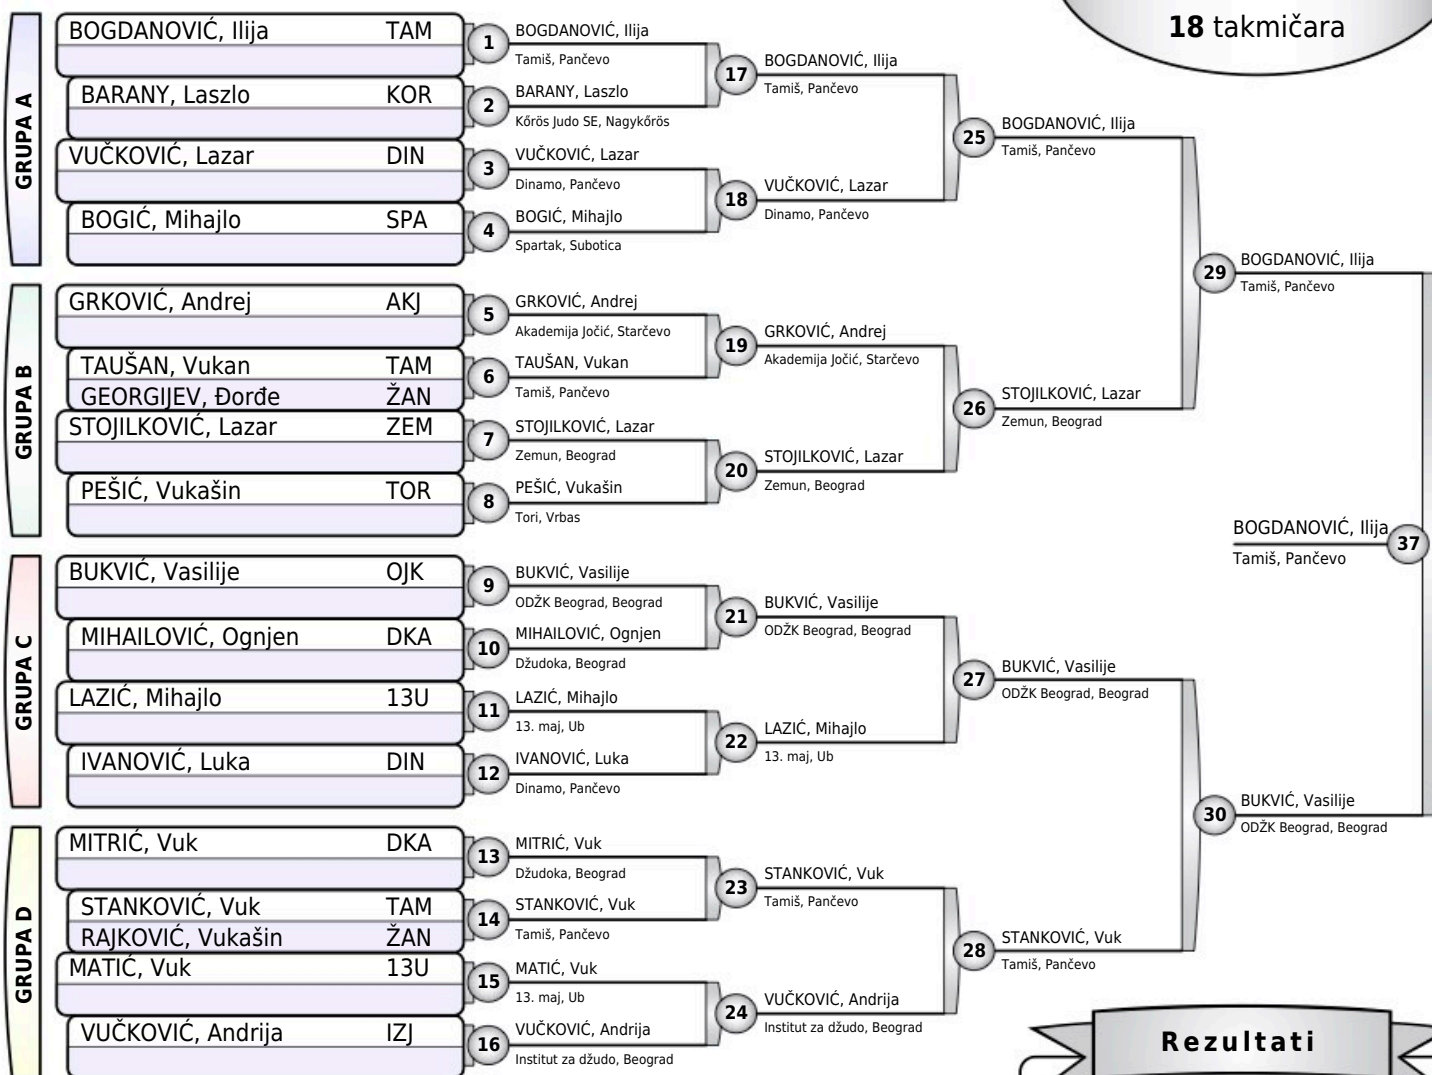 18 takmičara
GRUPA A
BOGDANOVIĆ, Ilija TAM
BARANY, Laszlo KOR
VUČKOVIĆ, Lazar DIN
BOGIĆ, Mihajlo SPA
GRUPA B
GRKOVIĆ, Andrej AKJ
TAUŠAN, Vukan TAM
GEORGIJEV, Đorđe ŽAN
STOJILKOVIĆ, Lazar ZEM
PEŠIĆ, Vukašin TOR
GRUPA C
BUKVIĆ, Vasilije OJK
MIHAILOVIĆ, Ognjen DKA
LAZIĆ, Mihajlo 13U
IVANOVIĆ, Luka DIN
GRUPA D
MITRIĆ, Vuk DKA
STANKOVIĆ, Vuk TAM
RAJKOVIĆ, Vukašin ŽAN
MATIĆ, Vuk 13U
VUČKOVIĆ, Andrija IZJ
1 BOGDANOVIĆ, Ilija
Tamiš, Pančevo
2 BARANY, Laszlo
Kőrös Judo SE, Nagykőrös
3 VUČKOVIĆ, Lazar
Dinamo, Pančevo
4 BOGIĆ, Mihajlo
Spartak, Subotica
5 GRKOVIĆ, Andrej
Akademija Jočić, Starčevo
6 TAUŠAN, Vukan
Tamiš, Pančevo
7 STOJILKOVIĆ, Lazar
Zemun, Beograd
8 PEŠIĆ, Vukašin
Tori, Vrbas
9 BUKVIĆ, Vasilije
ODŽK Beograd, Beograd
10 MIHAILOVIĆ, Ognjen
Džudoka, Beograd
11 LAZIĆ, Mihajlo
13. maj, Ub
12 IVANOVIĆ, Luka
Dinamo, Pančevo
13 MITRIĆ, Vuk
Džudoka, Beograd
14 STANKOVIĆ, Vuk
Tamiš, Pančevo
15 MATIĆ, Vuk
13. maj, Ub
16 VUČKOVIĆ, Andrija
Institut za džudo, Beograd
17 BOGDANOVIĆ, Ilija
Tamiš, Pančevo
18 VUČKOVIĆ, Lazar
Dinamo, Pančevo
19 GRKOVIĆ, Andrej
Akademija Jočić, Starčevo
20 STOJILKOVIĆ, Lazar
Zemun, Beograd
21 BUKVIĆ, Vasilije
ODŽK Beograd, Beograd
22 LAZIĆ, Mihajlo
13. maj, Ub
23 STANKOVIĆ, Vuk
Tamiš, Pančevo
24 VUČKOVIĆ, Andrija
Institut za džudo, Beograd
25 BOGDANOVIĆ, Ilija
Tamiš, Pančevo
26 STOJILKOVIĆ, Lazar
Zemun, Beograd
27 BUKVIĆ, Vasilije
ODŽK Beograd, Beograd
28 STANKOVIĆ, Vuk
Tamiš, Pančevo
29 BOGDANOVIĆ, Ilija
Tamiš, Pančevo
30 BUKVIĆ, Vasilije
ODŽK Beograd, Beograd
BOGDANOVIĆ, Ilija 37
Tamiš, Pančevo
Rezultati